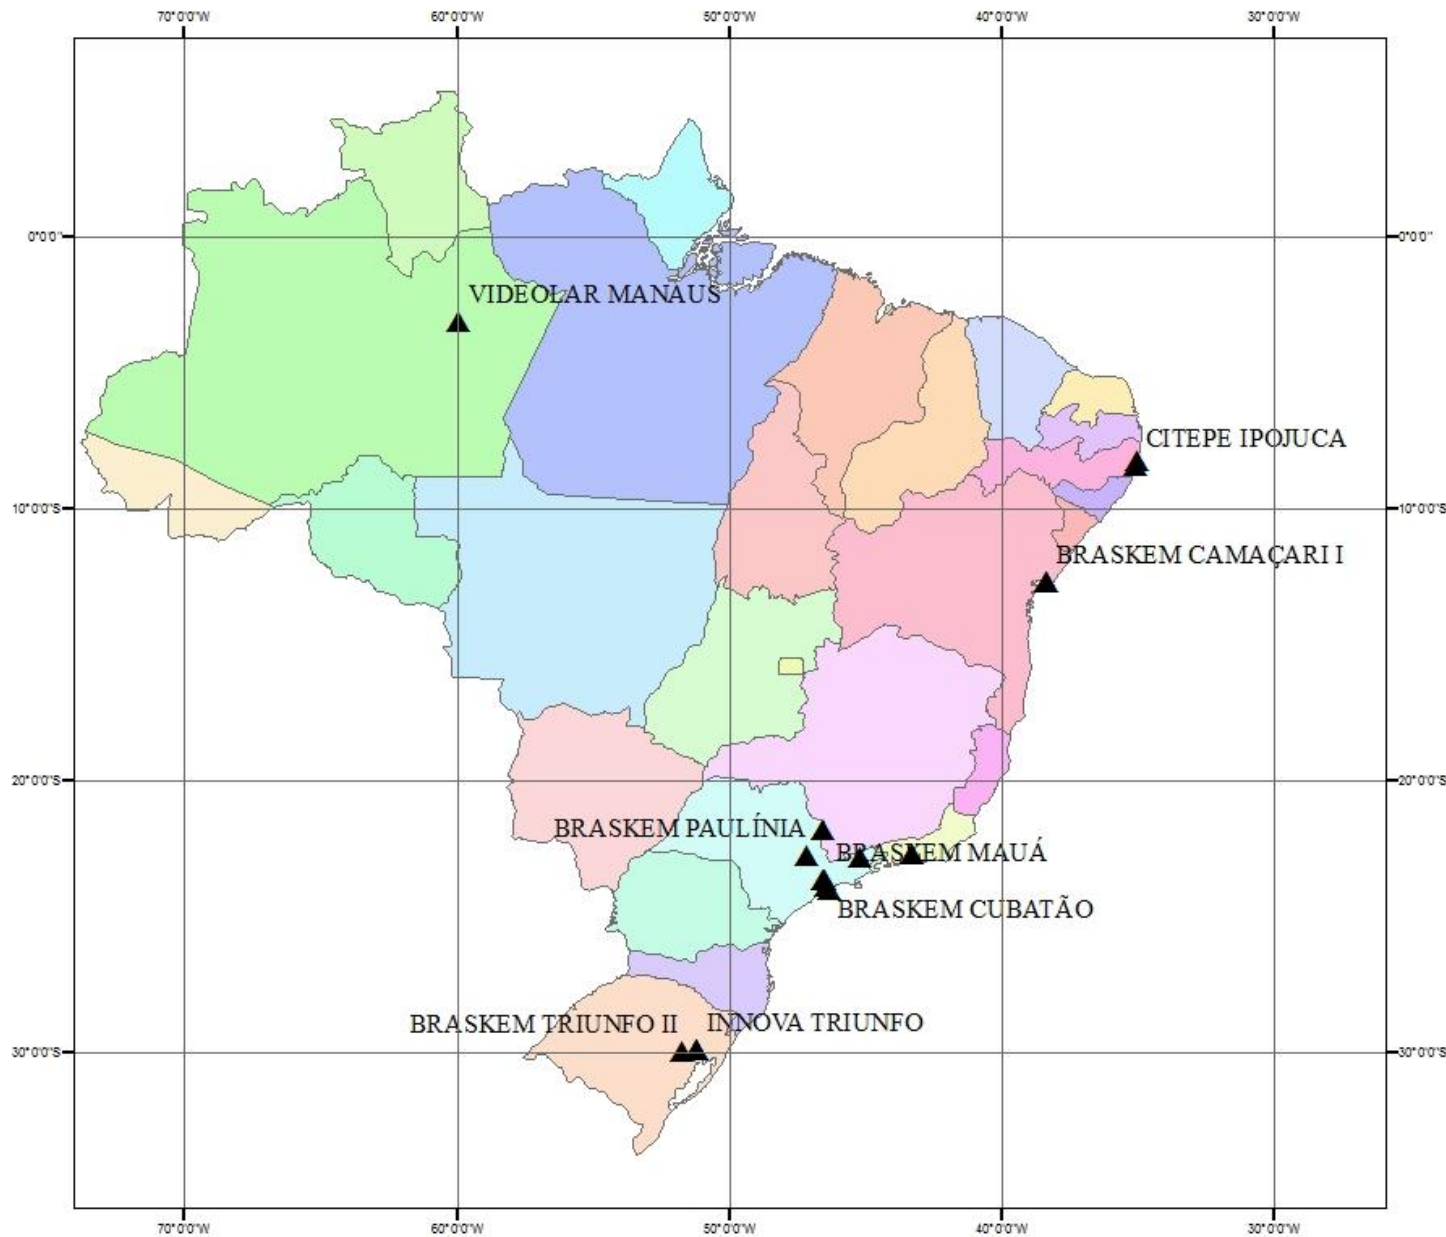 70°0'0"W 60°0'0"W 50°0'0"W 40°0'0"W 30°0'0"W
0°0'0" 0°0'0"
VIDEOLAR MANAUS
CITEPE IPOJUCA
10°0'0"S 10°0'0"S
BRASKEM CAMAÇARI I
20°0'0"S 20°0'0"S
BRASKEM PAULÍNIA
BRASKEM MAUÁ
BRASKEM CUBATÃO
BRASKEM TRIUNFO II INNOVA TRIUNFO
30°0'0"S 30°0'0"S
70°0'0"W 60°0'0"W 50°0'0"W 40°0'0"W 30°0'0"W